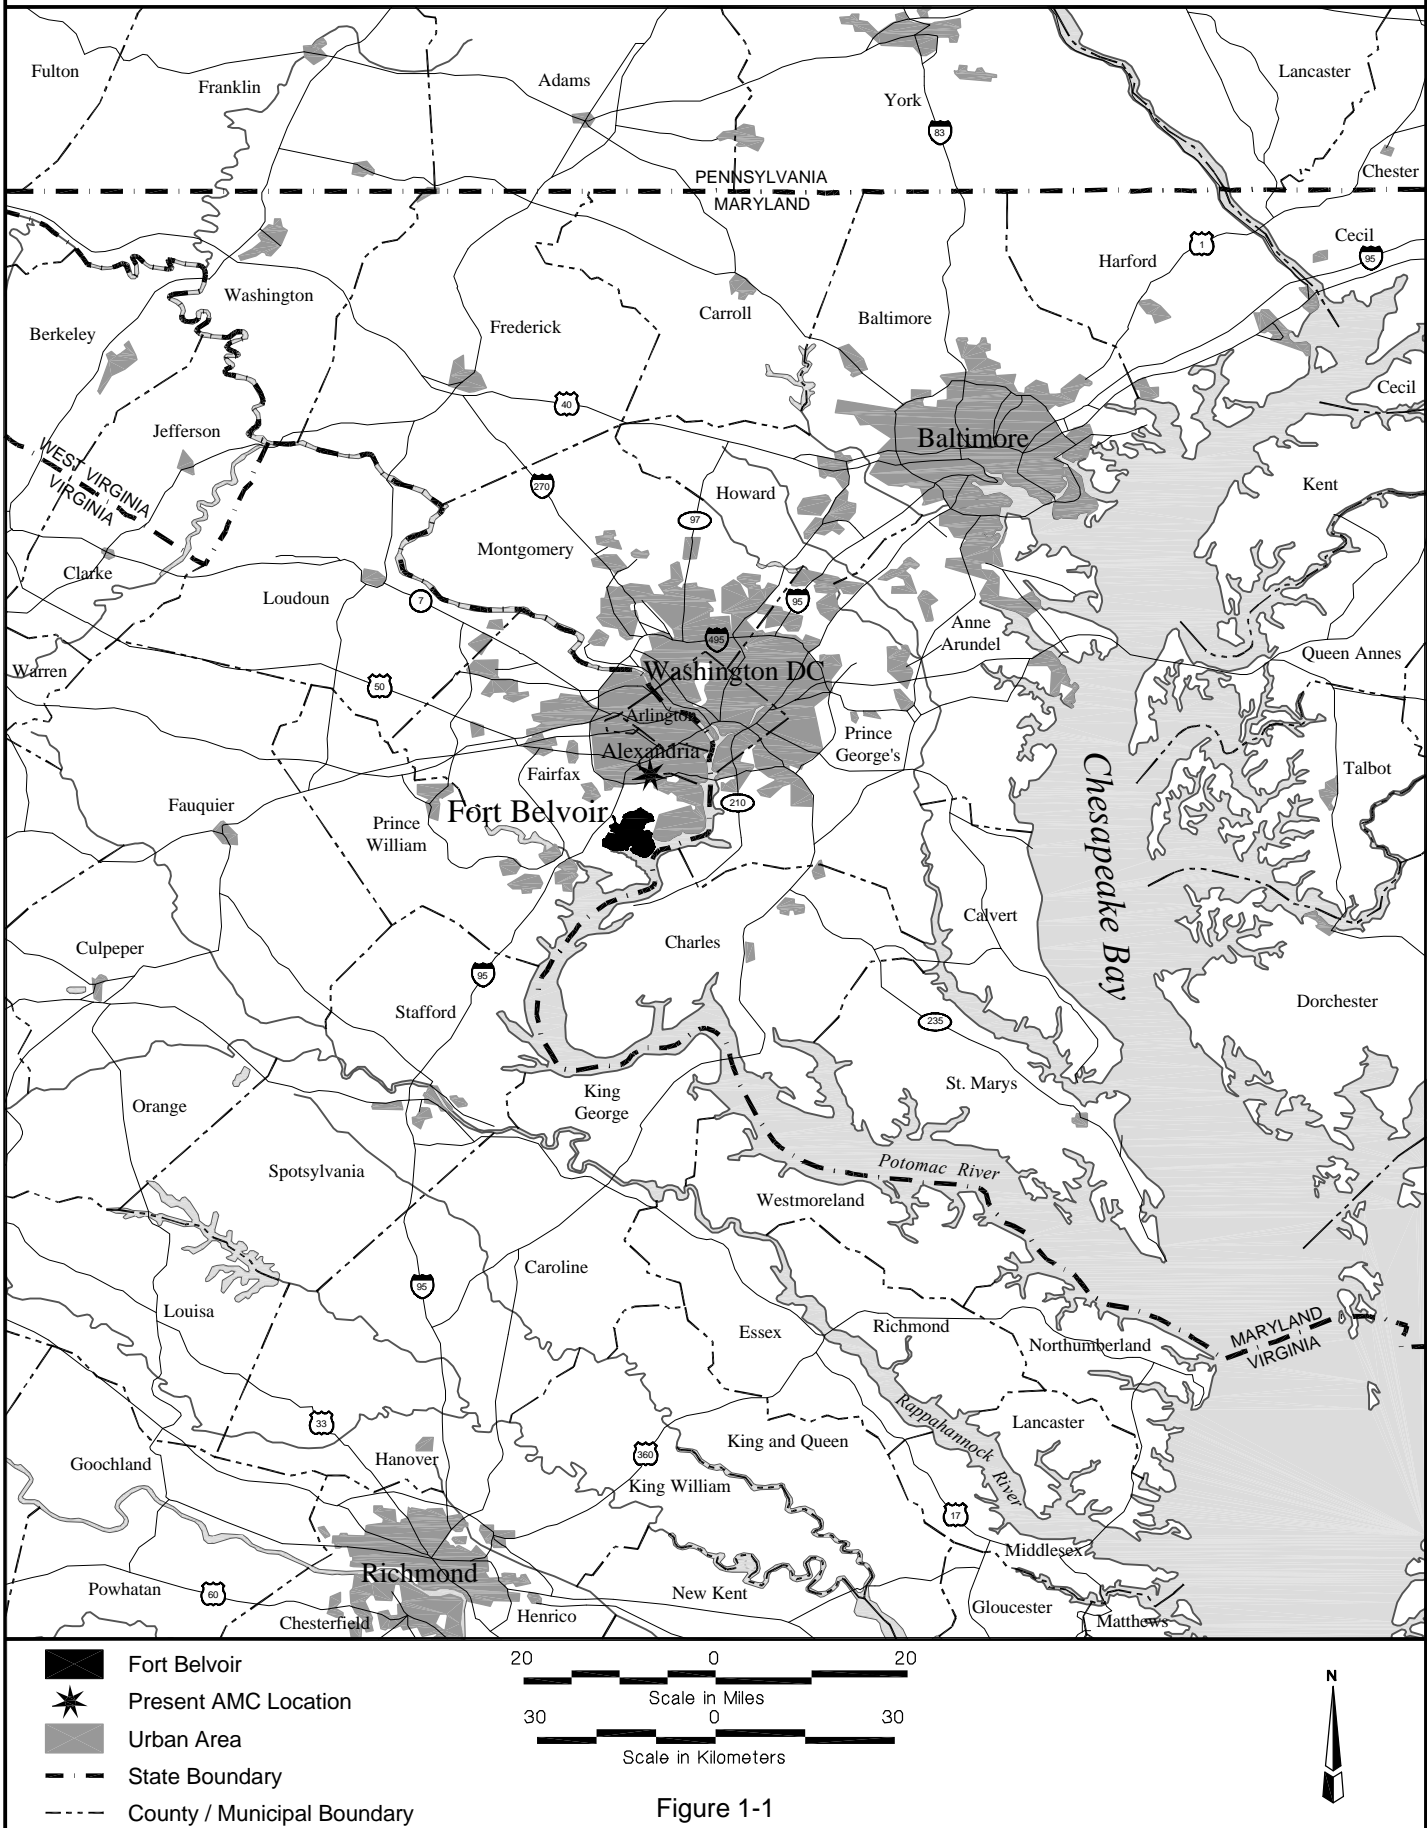 Fulton
Franklin
Adams
York
Lancaster
83
Chester
PENNSYLVANIA
MARYLAND
Cecil
1
95
Harford
Washington
Berkeley
Frederick
Carroll
Baltimore
Cecil
40
Jefferson
Baltimore
WEST VIRGINIA
VIRGINIA
270
Howard
Kent
97
Montgomery
Clarke
Loudoun
7
95
Anne
Arundel
495
Warren
Washington DC
Queen Annes
50
Arlington
Prince
George's
Alexandria
Fairfax
Talbot
Chesapeake Bay
Fauquier
Fort Belvoir
210
Prince
William
Calvert
Culpeper
Charles
95
Stafford
Dorchester
235
King
George
St. Marys
Orange
Spotsylvania
Potomac River
Westmoreland
Caroline
95
Louisa
Essex
Richmond
Northumberland
MARYLAND
VIRGINIA
33
Rappahannock River
Lancaster
Goochland
Hanover
360
King and Queen
King William
17
Middlesex
Richmond
Powhatan
60
New Kent
Chesterfield
Henrico
Gloucester
Matthews
Fort Belvoir
Present AMC Location
Urban Area
State Boundary
County / Municipal Boundary
20 0 20
Scale in Miles
30 0 30
Scale in Kilometers
N
Figure 1-1